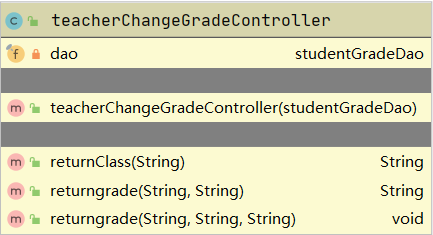 C teacherChangeGradeController
f dao studentGradeDao
m teacherChangeGradeController(studentGradeDao)
m returnClass(String) String
m returngrade(String, String) String
m returngrade(String, String, String) void